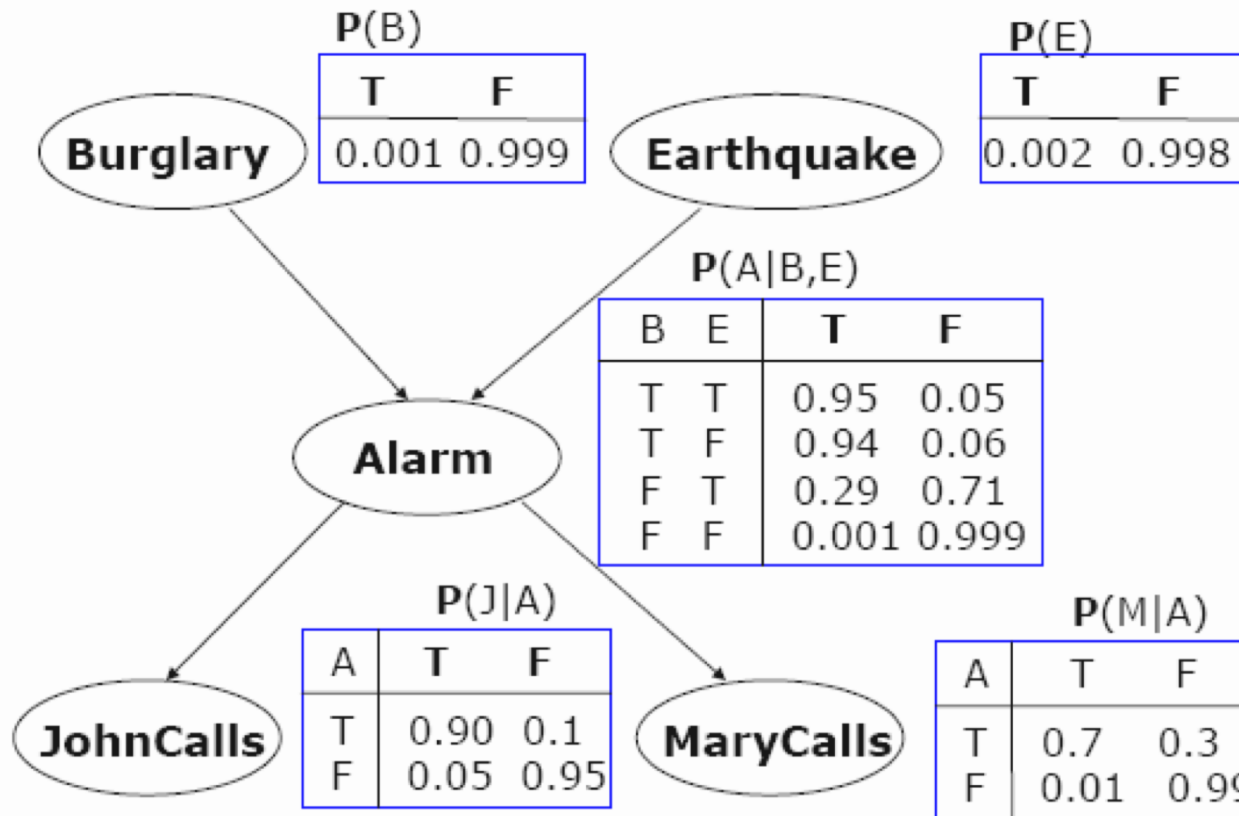 P(B)
T F
0.001 0.999
Burglary
P(E)
T F
0.002 0.998
Earthquake
P(A|B,E)
B E T F
T T 0.95 0.05
T F 0.94 0.06
F T 0.29 0.71
F F 0.001 0.999
Alarm
P(J|A)
A T F
T 0.90 0.1
F 0.05 0.95
JohnCalls
P(M|A)
A T F
T 0.7 0.3
F 0.01 0.99
MaryCalls